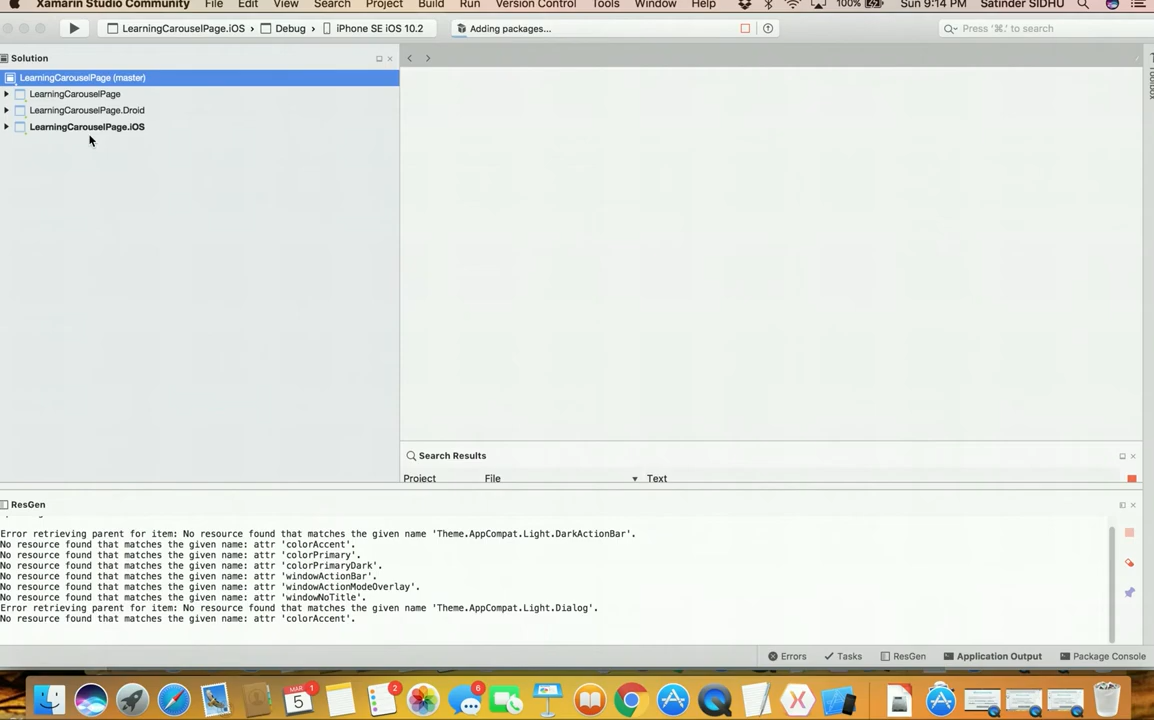 Xamarin Studio Community File Edit View Search Project Build Run Version Control Tools Window Help 100% Sun 9:14 PM Satinder SIDHU
LearningCarouselPage.iOS › Debug › iPhone SE iOS 10.2 Adding packages... Press '⌘.' to search
Solution
LearningCarouselPage (master)
LearningCarouselPage
LearningCarouselPage.Droid
LearningCarouselPage.iOS
Toolbox
Search Results
Project File Text
ResGen
Error retrieving parent for item: No resource found that matches the given name 'Theme.AppCompat.Light.DarkActionBar'.
No resource found that matches the given name: attr 'colorAccent'.
No resource found that matches the given name: attr 'colorPrimary'.
No resource found that matches the given name: attr 'colorPrimaryDark'.
No resource found that matches the given name: attr 'windowActionBar'.
No resource found that matches the given name: attr 'windowActionModeOverlay'.
No resource found that matches the given name: attr 'windowNoTitle'.
Error retrieving parent for item: No resource found that matches the given name 'Theme.AppCompat.Light.Dialog'.
No resource found that matches the given name: attr 'colorAccent'.
Errors Tasks ResGen Application Output Package Console
MAR 1 2 6
5